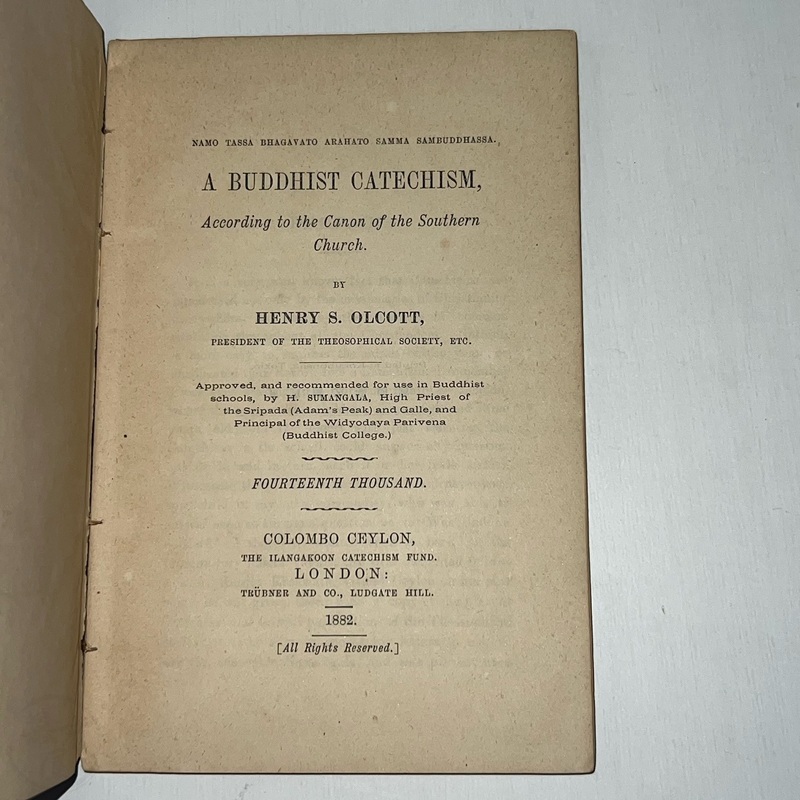 NAMO TASSA BHAGAVATO ARAHATO SAMMA SAMBUDDHASSA.
A BUDDHIST CATECHISM,
According to the Canon of the Southern
Church.
BY
HENRY S. OLCOTT,
PRESIDENT OF THE THEOSOPHICAL SOCIETY, ETC.
Approved, and recommended for use in Buddhist
schools, by H. SUMANGALA, High Priest of
the Sripada (Adam's Peak) and Galle, and
Principal of the Widyodaya Parivena
(Buddhist College.)
FOURTEENTH THOUSAND.
COLOMBO CEYLON,
THE ILANGAKOON CATECHISM FUND.
LONDON:
TRÜBNER AND CO., LUDGATE HILL.
1882.
[All Rights Reserved.]